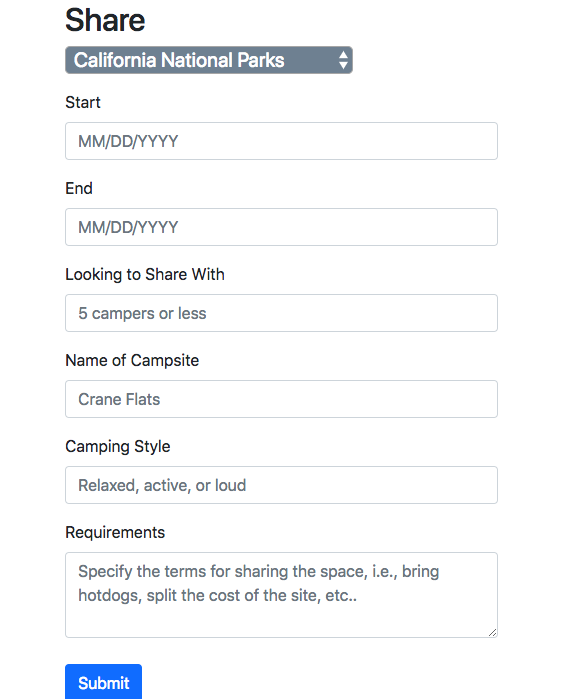 Share
California National Parks
Start
MM/DD/YYYY
End
MM/DD/YYYY
Looking to Share With
5 campers or less
Name of Campsite
Crane Flats
Camping Style
Relaxed, active, or loud
Requirements
Specify the terms for sharing the space, i.e., bring
hotdogs, split the cost of the site, etc..
Submit